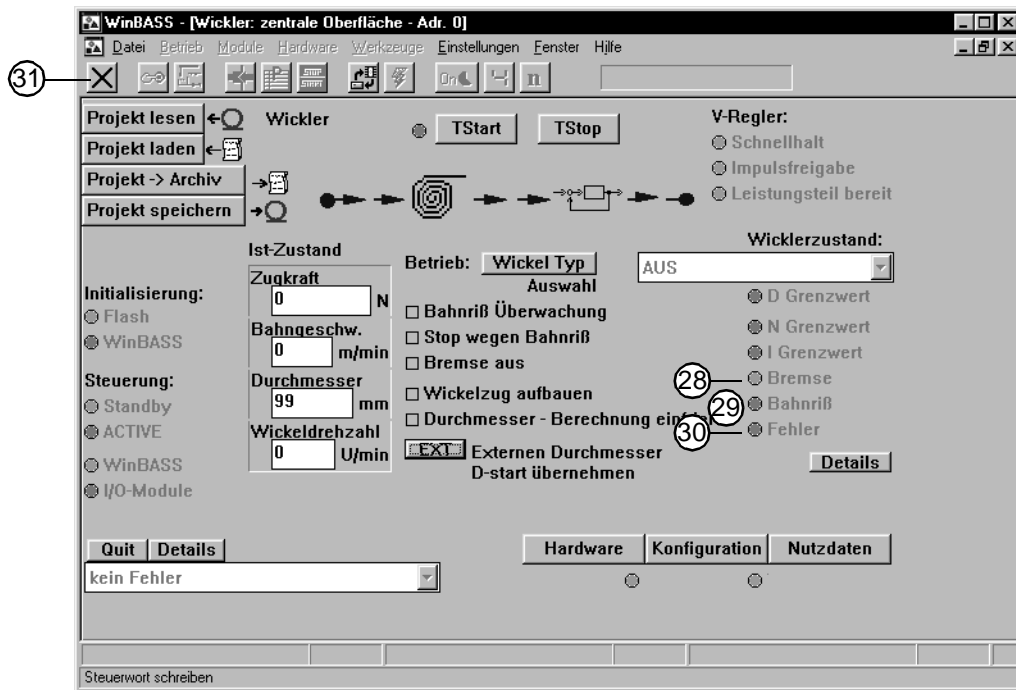 WinBASS - [Wickler: zentrale Oberfläche - Adr. 0]
Datei Betrieb Module Hardware Werkzeuge Einstellungen Fenster Hilfe
31
On n
Projekt lesen
Projekt laden
Projekt -> Archiv
Projekt speichern
Wickler
TStart TStop
V-Regler:
Schnellhalt
Impulsfreigabe
Leistungsteil bereit
Initialisierung:
Flash
WinBASS
Steuerung:
Standby
ACTIVE
WinBASS
I/O-Module
Ist-Zustand
Zugkraft
0 N
Bahngeschw.
0 m/min
Durchmesser
99 mm
Wickeldrehzahl
0 U/min
Betrieb: Wickel Typ
Auswahl
Bahnriß Überwachung
Stop wegen Bahnriß
Bremse aus
Wickelzug aufbauen
Durchmesser - Berechnung
EXT Externen Durchmesser
D-start übernehmen
Wicklerzustand:
AUS
D Grenzwert
N Grenzwert
I Grenzwert
28 Bremse
29 Bahnriß
30 Fehler
Details
Quit Details
kein Fehler
Hardware Konfiguration Nutzdaten
Steuerwort schreiben